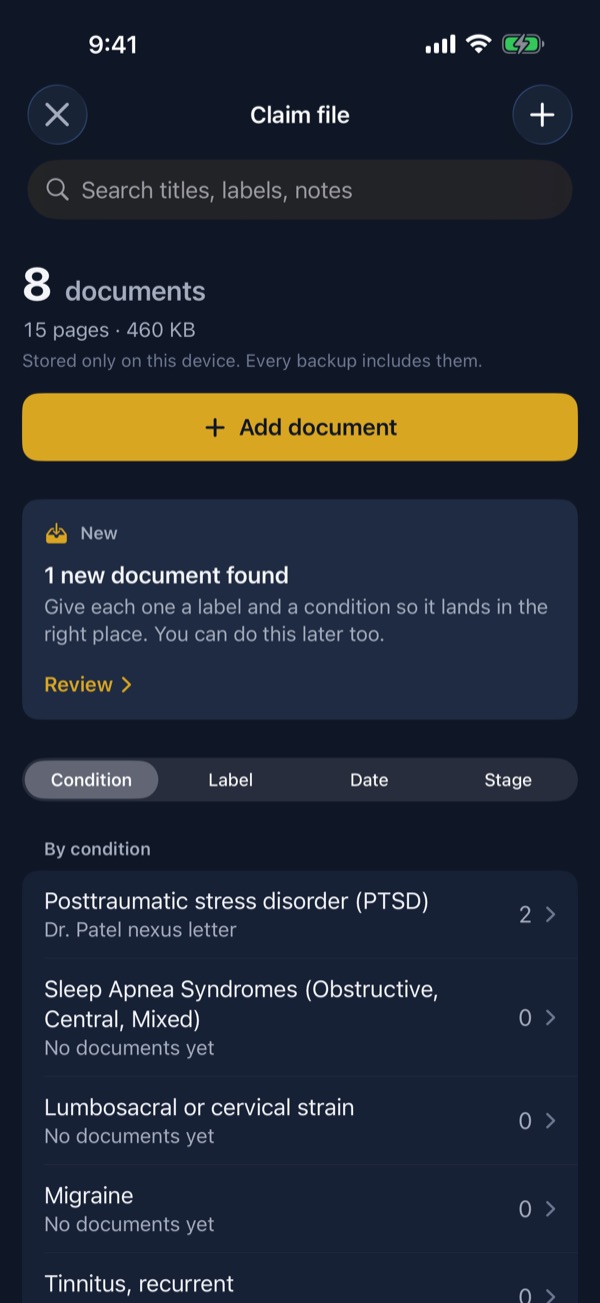 9:41
Claim file
Search titles, labels, notes
8 documents
15 pages · 460 KB
Stored only on this device. Every backup includes them.
+ Add document
New
1 new document found
Give each one a label and a condition so it lands in the
right place. You can do this later too.
Review
Condition Label Date Stage
By condition
Posttraumatic stress disorder (PTSD)
Dr. Patel nexus letter
2
Sleep Apnea Syndromes (Obstructive,
Central, Mixed)
No documents yet
0
Lumbosacral or cervical strain
No documents yet
0
Migraine
No documents yet
0
Tinnitus, recurrent
0